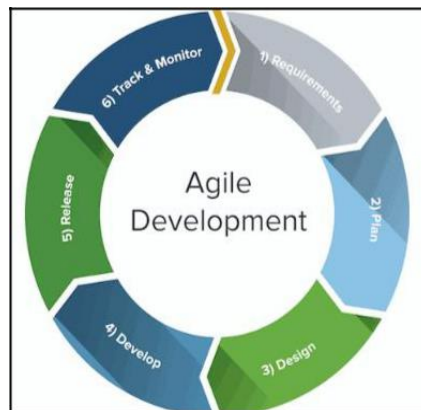 Agile
Development
1) Requirements
2) Plan
3) Design
4) Develop
5) Release
6) Track & Monitor